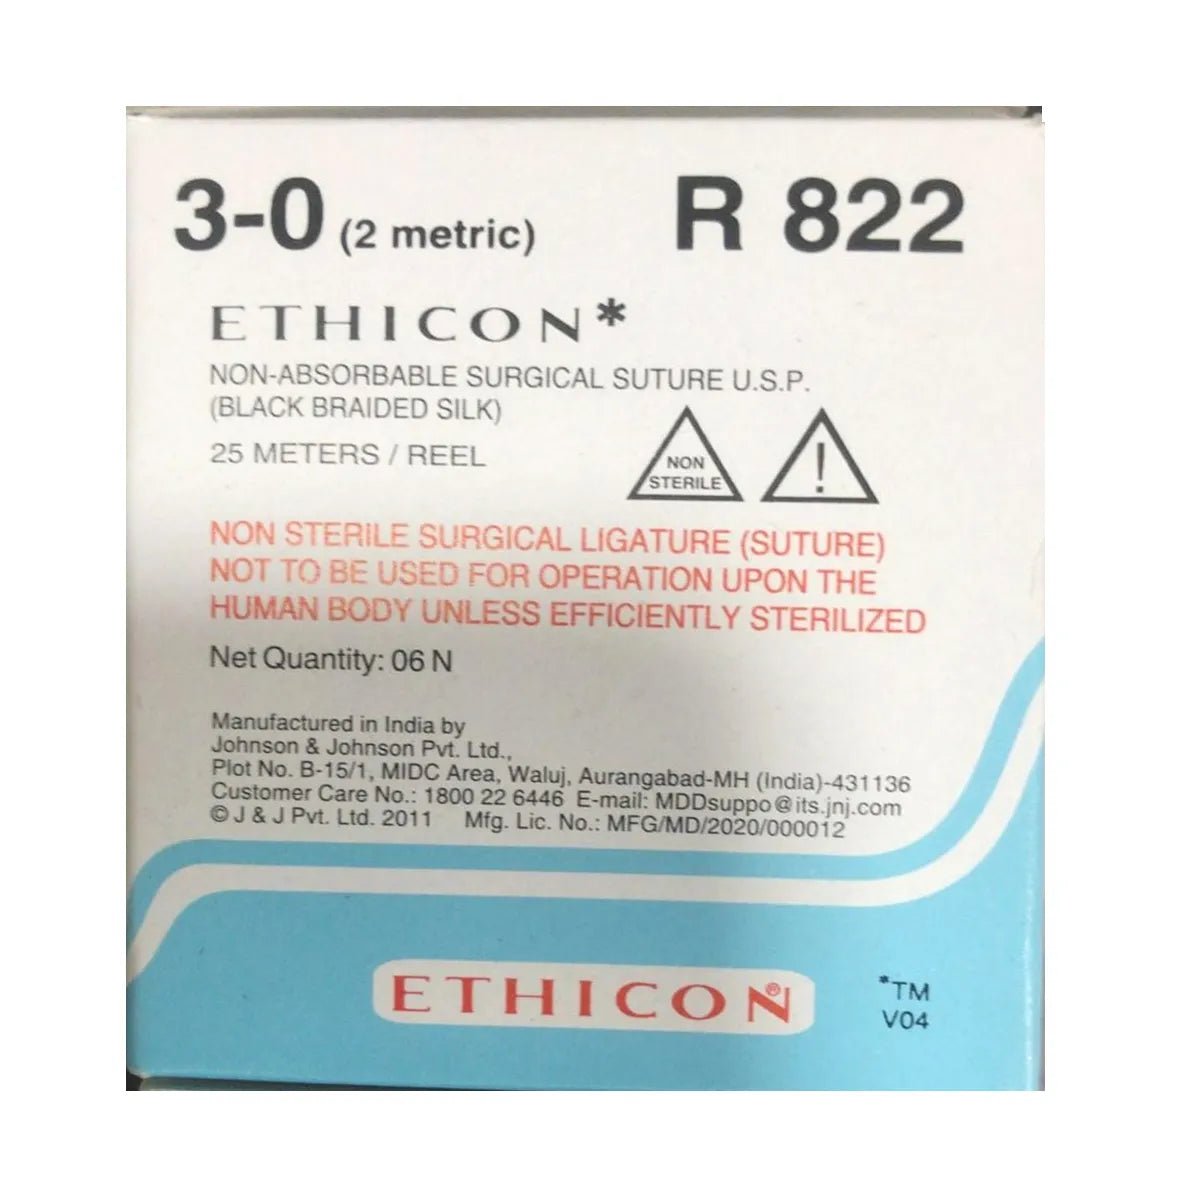 3-0 (2 metric) R 822
ETHICON*
NON-ABSORBABLE SURGICAL SUTURE U.S.P.
(BLACK BRAIDED SILK)
25 METERS / REEL
NON
STERILE
!
NON STERILE SURGICAL LIGATURE (SUTURE)
NOT TO BE USED FOR OPERATION UPON THE
HUMAN BODY UNLESS EFFICIENTLY STERILIZED
Net Quantity: 06 N
Manufactured in India by
Johnson & Johnson Pvt. Ltd.,
Plot No. B-15/1, MIDC Area, Waluj, Aurangabad-MH (India)-431136
Customer Care No.: 1800 22 6446 E-mail: MDDsuppo@its.jnj.com
© J & J Pvt. Ltd. 2011 Mfg. Lic. No.: MFG/MD/2020/000012
ETHICON®
*TM
V04